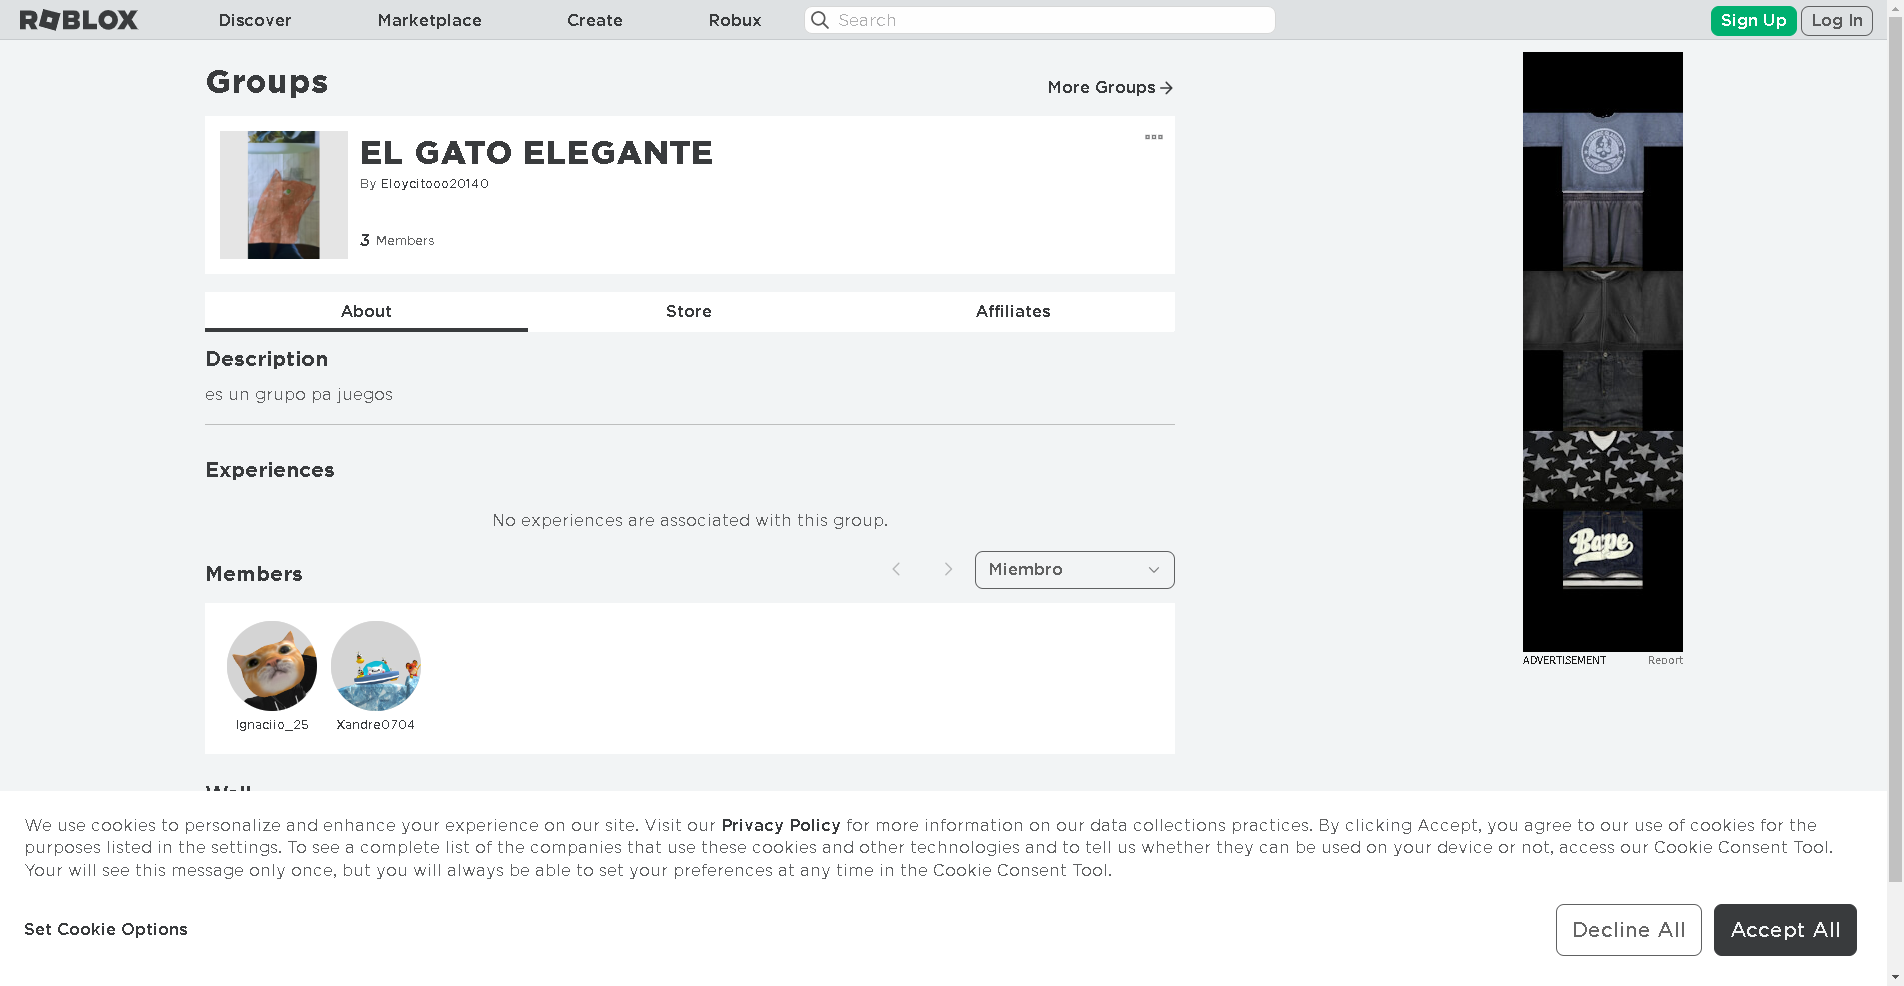 ROBLOX
Discover
Marketplace
Create
Robux
Search
Sign Up
Log In
Groups
More Groups
EL GATO ELEGANTE
By Eloycitooo20140
3 Members
About
Store
Affiliates
Description
es un grupo pa juegos
Experiences
No experiences are associated with this group.
Members
Miembro
Ignaciio_25
Xandre0704
Wall
Bape
ADVERTISEMENT
Report
We use cookies to personalize and enhance your experience on our site. Visit our Privacy Policy for more information on our data collections practices. By clicking Accept, you agree to our use of cookies for the
purposes listed in the settings. To see a complete list of the companies that use these cookies and other technologies and to tell us whether they can be used on your device or not, access our Cookie Consent Tool.
Your will see this message only once, but you will always be able to set your preferences at any time in the Cookie Consent Tool.
Set Cookie Options
Decline All
Accept All